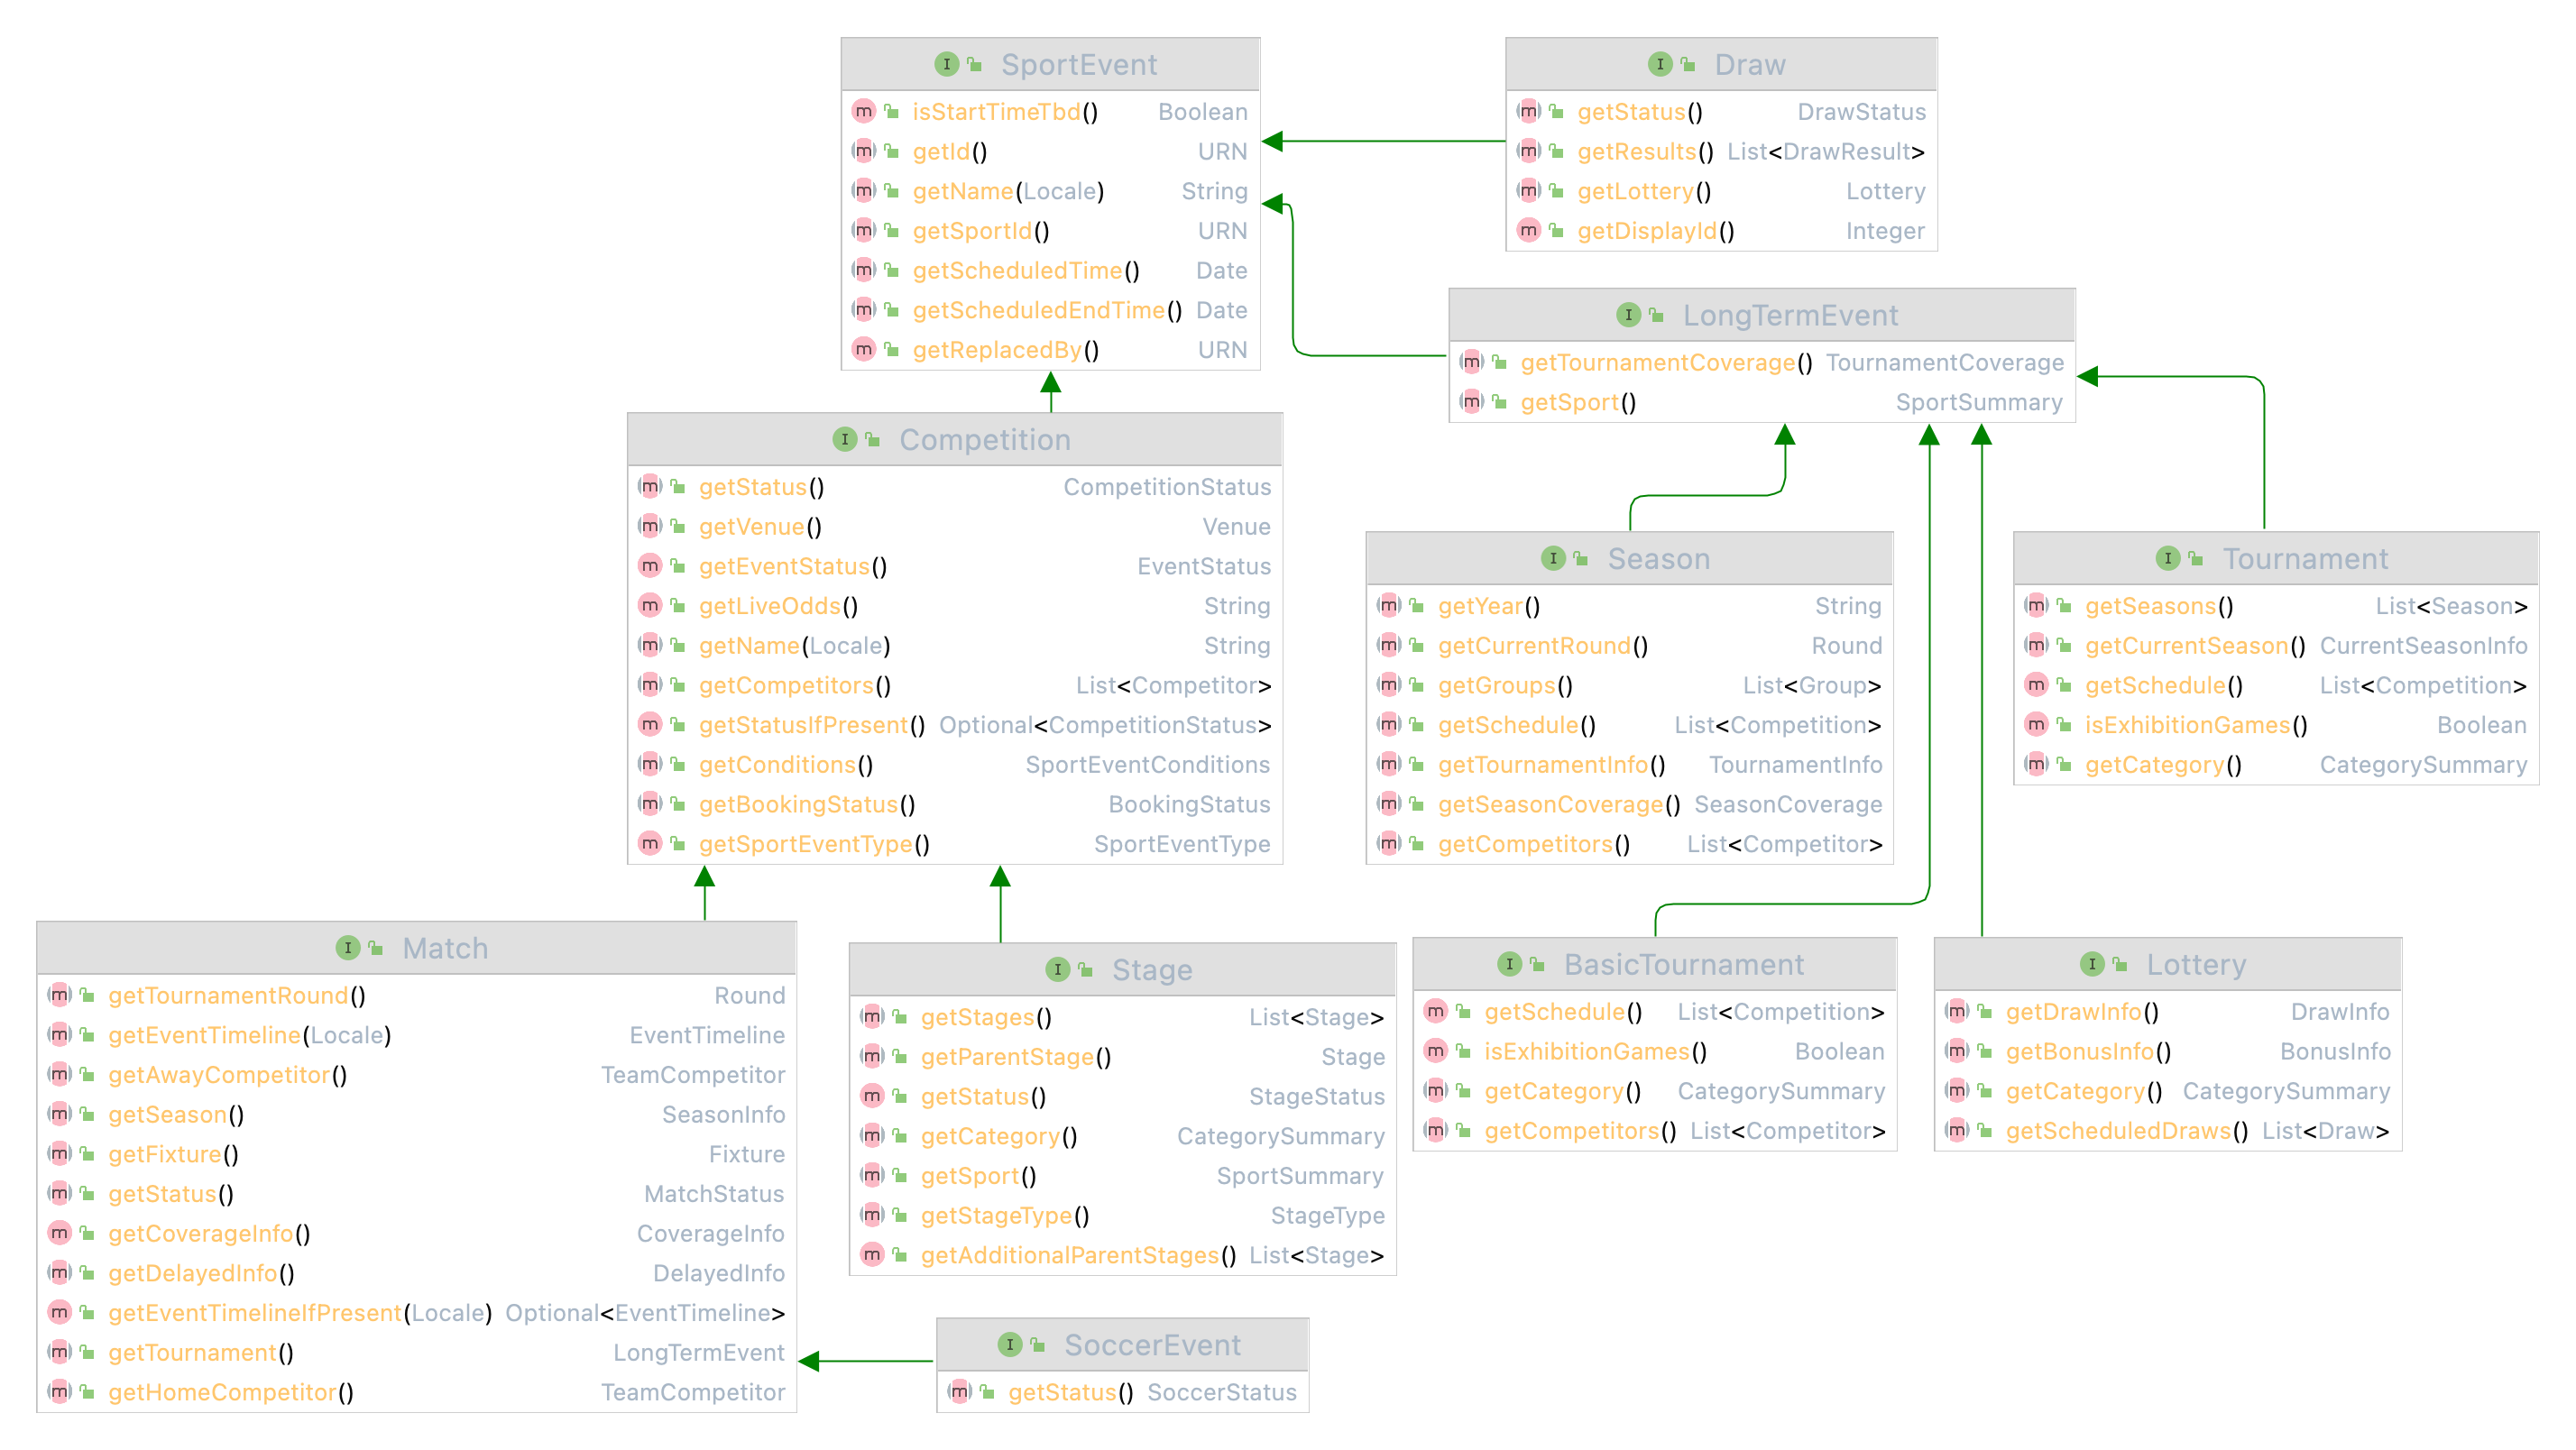 SportEvent
isStartTimeTbd() Boolean
getId() URN
getName(Locale) String
getSportId() URN
getScheduledTime() Date
getScheduledEndTime() Date
getReplacedBy() URN
Draw
getStatus() DrawStatus
getResults() List<DrawResult>
getLottery() Lottery
getDisplayId() Integer
LongTermEvent
getTournamentCoverage() TournamentCoverage
getSport() SportSummary
Competition
getStatus() CompetitionStatus
getVenue() Venue
getEventStatus() EventStatus
getLiveOdds() String
getName(Locale) String
getCompetitors() List<Competitor>
getStatusIfPresent() Optional<CompetitionStatus>
getConditions() SportEventConditions
getBookingStatus() BookingStatus
getSportEventType() SportEventType
Season
getYear() String
getCurrentRound() Round
getGroups() List<Group>
getSchedule() List<Competition>
getTournamentInfo() TournamentInfo
getSeasonCoverage() SeasonCoverage
getCompetitors() List<Competitor>
Tournament
getSeasons() List<Season>
getCurrentSeason() CurrentSeasonInfo
getSchedule() List<Competition>
isExhibitionGames() Boolean
getCategory() CategorySummary
Match
getTournamentRound() Round
getEventTimeline(Locale) EventTimeline
getAwayCompetitor() TeamCompetitor
getSeason() SeasonInfo
getFixture() Fixture
getStatus() MatchStatus
getCoverageInfo() CoverageInfo
getDelayedInfo() DelayedInfo
getEventTimelineIfPresent(Locale) Optional<EventTimeline>
getTournament() LongTermEvent
getHomeCompetitor() TeamCompetitor
Stage
getStages() List<Stage>
getParentStage() Stage
getStatus() StageStatus
getCategory() CategorySummary
getSport() SportSummary
getStageType() StageType
getAdditionalParentStages() List<Stage>
BasicTournament
getSchedule() List<Competition>
isExhibitionGames() Boolean
getCategory() CategorySummary
getCompetitors() List<Competitor>
Lottery
getDrawInfo() DrawInfo
getBonusInfo() BonusInfo
getCategory() CategorySummary
getScheduledDraws() List<Draw>
SoccerEvent
getStatus() SoccerStatus